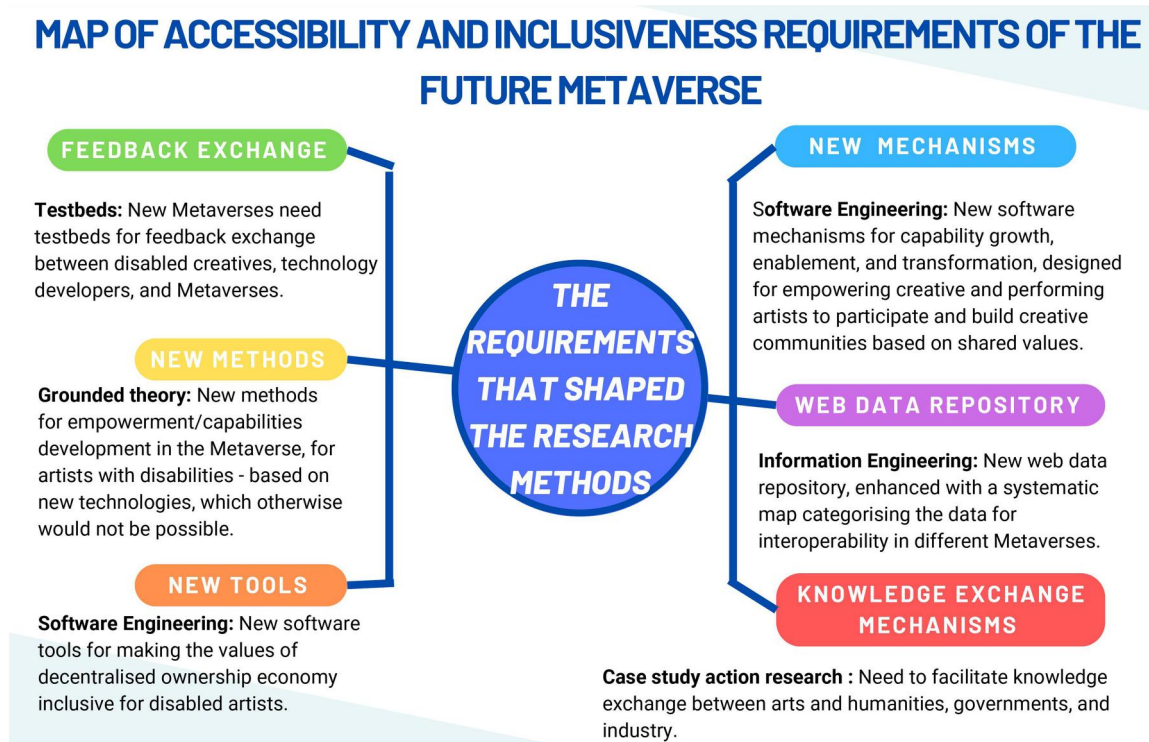 MAP OF ACCESSIBILITY AND INCLUSIVENESS REQUIREMENTS OF THE
FUTURE METAVERSE
FEEDBACK EXCHANGE
Testbeds: New Metaverses need
testbeds for feedback exchange
between disabled creatives, technology
developers, and Metaverses.
NEW METHODS
Grounded theory: New methods
for empowerment/capabilities
development in the Metaverse, for
artists with disabilities - based on
new technologies, which otherwise
would not be possible.
NEW TOOLS
Software Engineering: New software
tools for making the values of
decentralised ownership economy
inclusive for disabled artists.
THE
REQUIREMENTS
THAT SHAPED
THE RESEARCH
METHODS
NEW MECHANISMS
Software Engineering: New software
mechanisms for capability growth,
enablement, and transformation, designed
for empowering creative and performing
artists to participate and build creative
communities based on shared values.
WEB DATA REPOSITORY
Information Engineering: New web data
repository, enhanced with a systematic
map categorising the data for
interoperability in different Metaverses.
KNOWLEDGE EXCHANGE
MECHANISMS
Case study action research : Need to facilitate knowledge
exchange between arts and humanities, governments, and
industry.